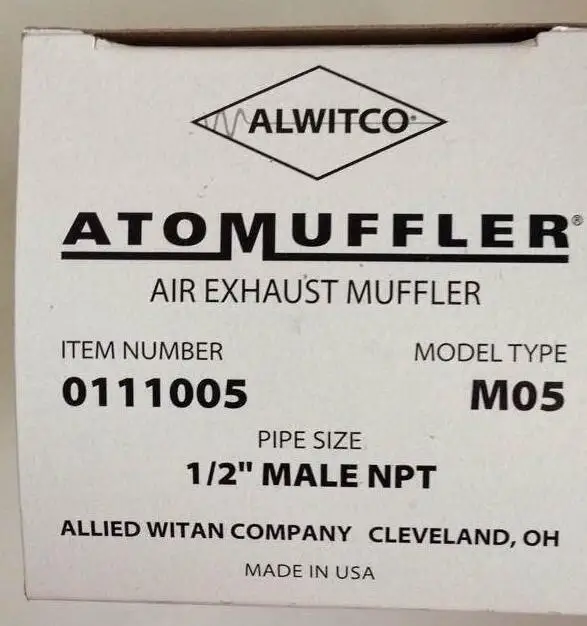 ALWITCO®
ATOMUFFLER®
AIR EXHAUST MUFFLER
ITEM NUMBER MODEL TYPE
0111005 M05
PIPE SIZE
1/2" MALE NPT
ALLIED WITAN COMPANY CLEVELAND, OH
MADE IN USA